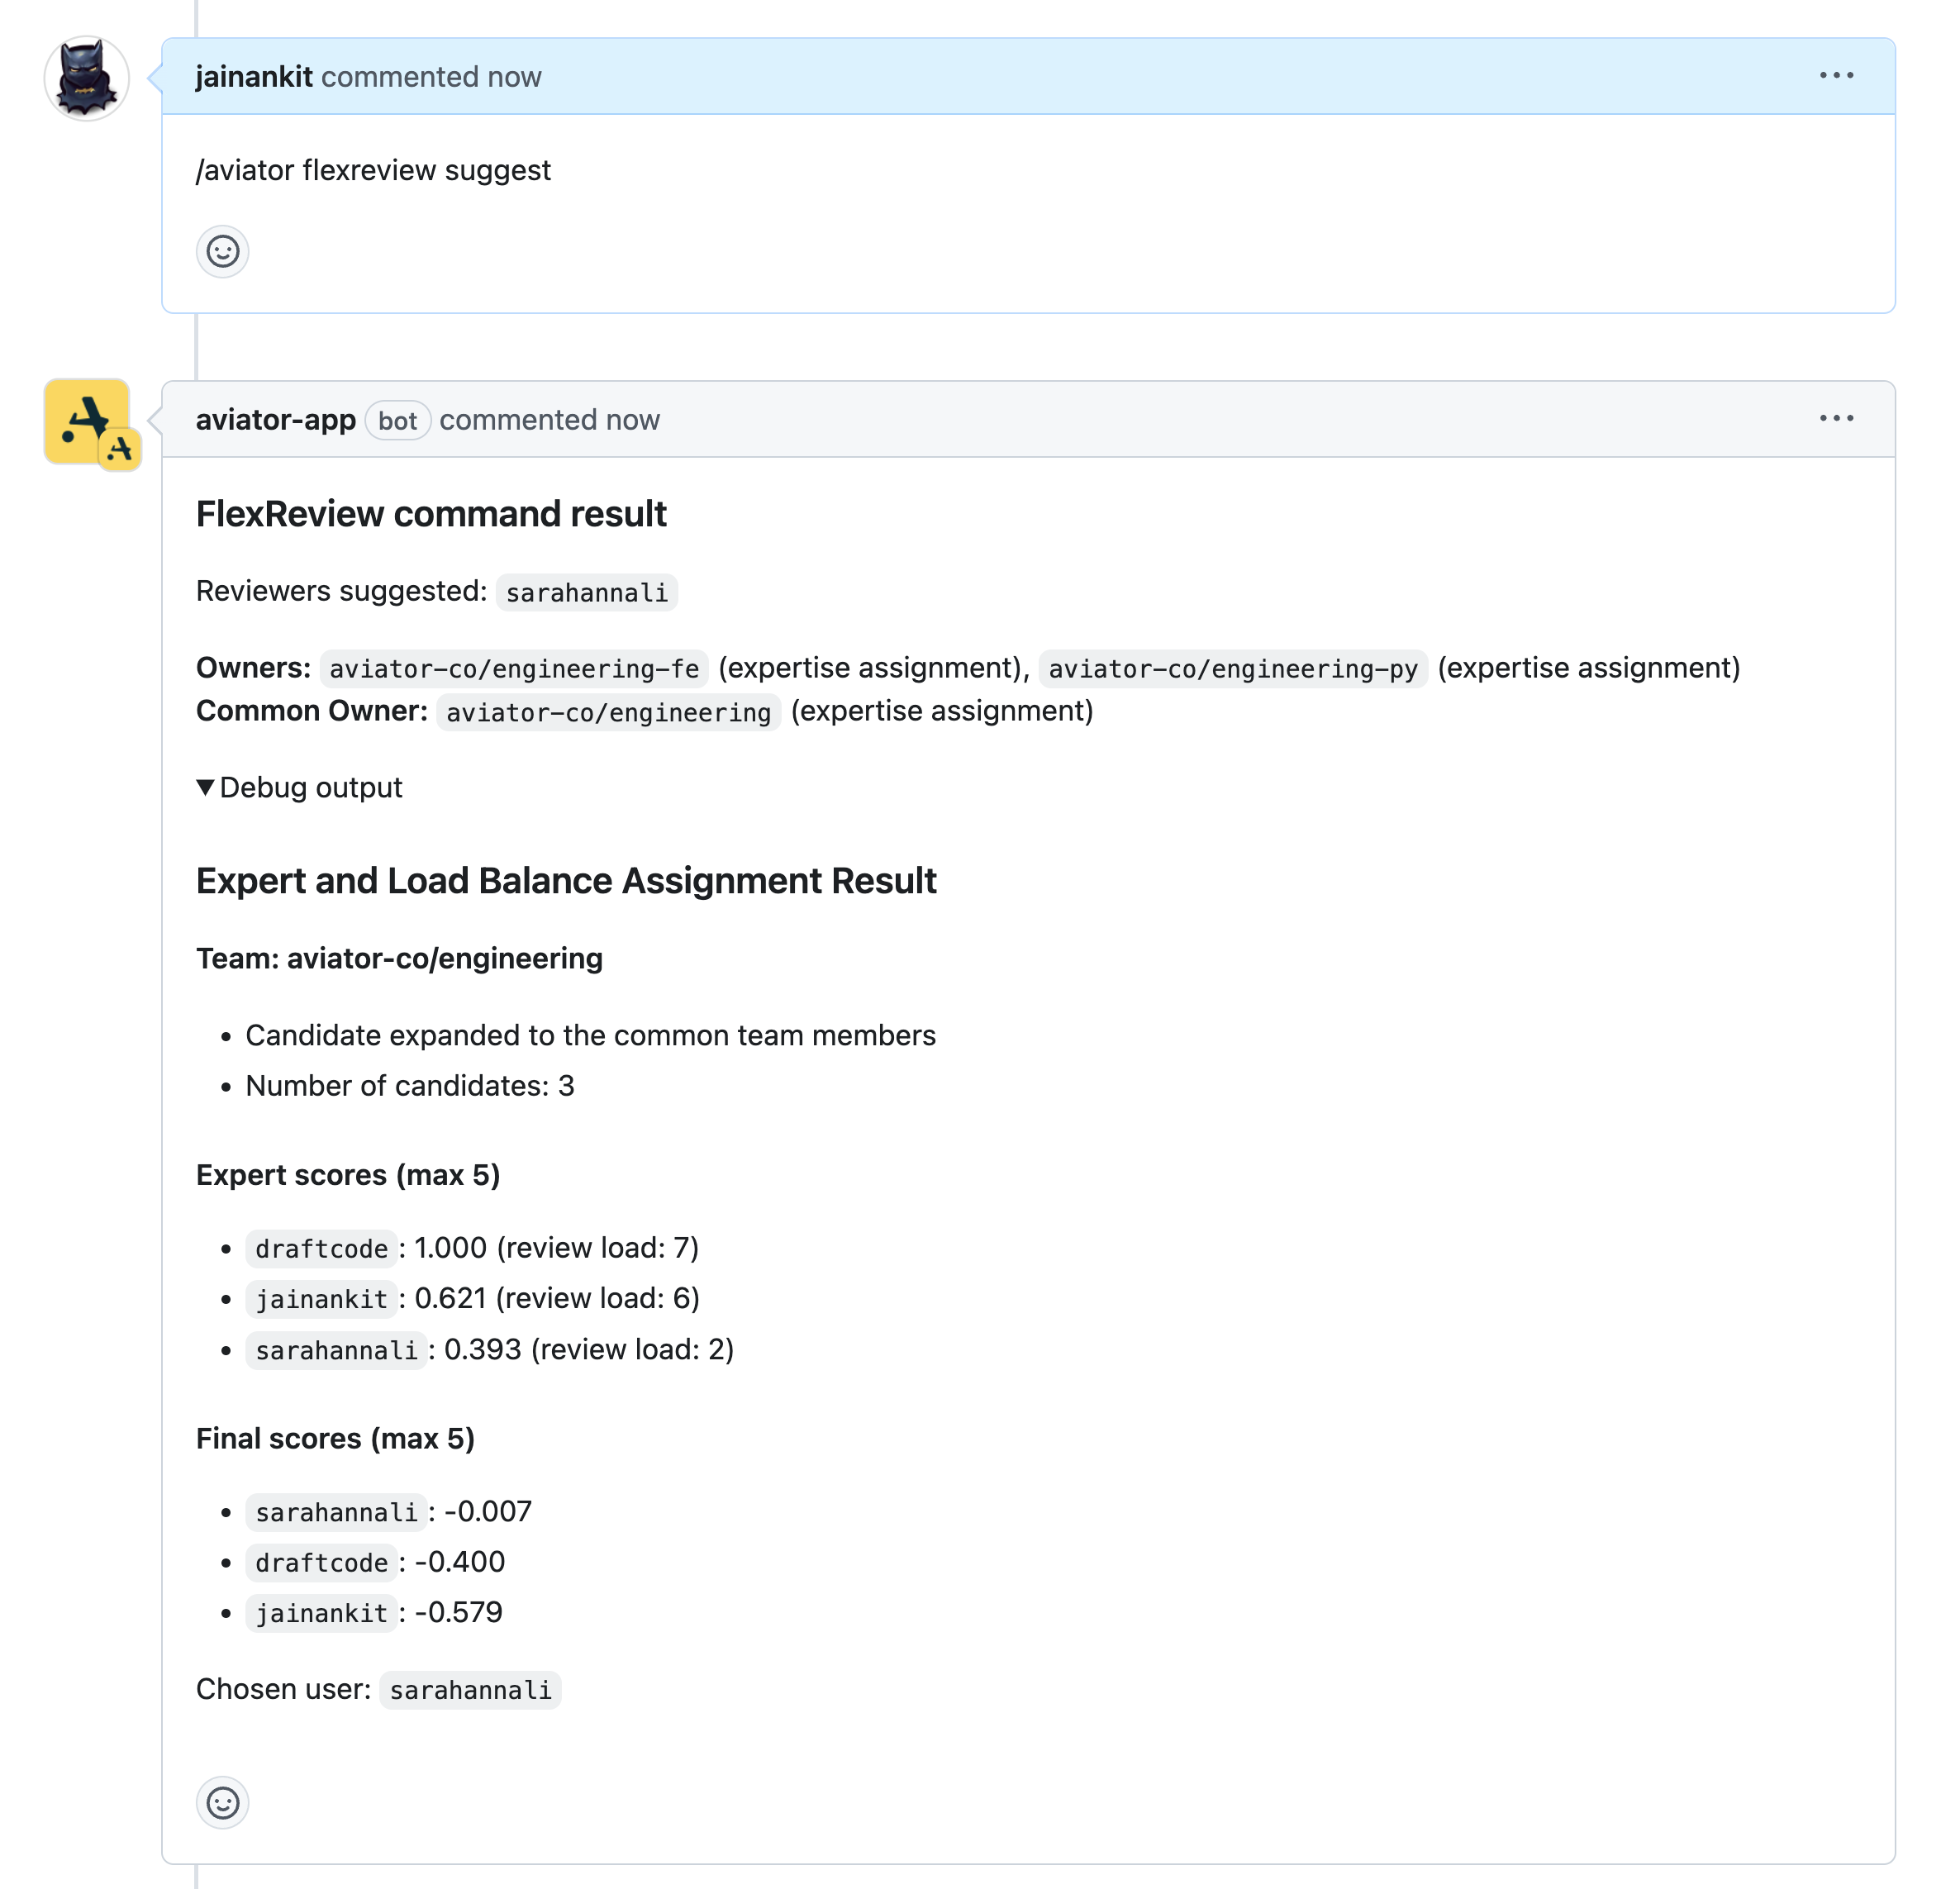 jainankit commented now
/aviator flexreview suggest
aviator-app bot commented now
FlexReview command result
Reviewers suggested: sarahannali
Owners: aviator-co/engineering-fe (expertise assignment), aviator-co/engineering-py (expertise assignment)
Common Owner: aviator-co/engineering (expertise assignment)
▼Debug output
Expert and Load Balance Assignment Result
Team: aviator-co/engineering
• Candidate expanded to the common team members
• Number of candidates: 3
Expert scores (max 5)
• draftcode: 1.000 (review load: 7)
• jainankit: 0.621 (review load: 6)
• sarahannali: 0.393 (review load: 2)
Final scores (max 5)
• sarahannali: -0.007
• draftcode: -0.400
• jainankit: -0.579
Chosen user: sarahannali